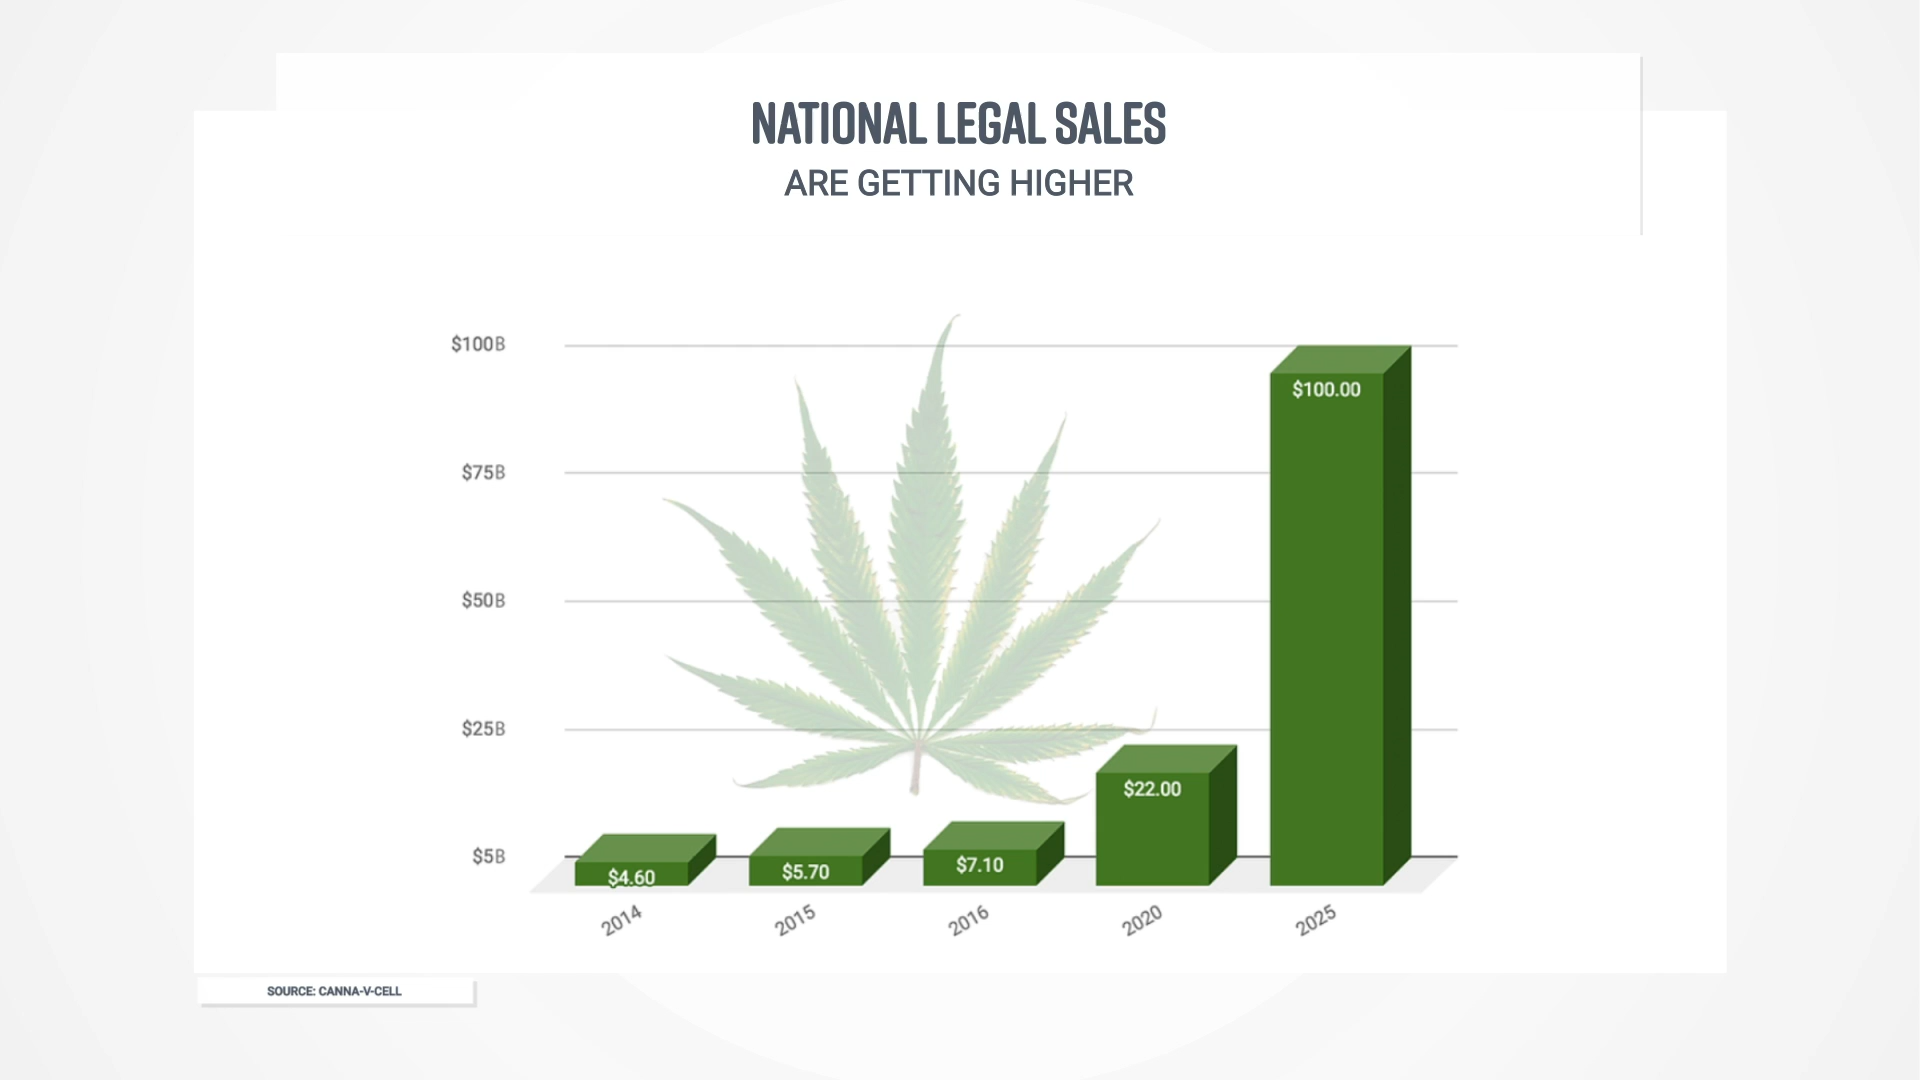 NATIONAL LEGAL SALES
ARE GETTING HIGHER
$100B
$75B
$50B
$25B
$5B
$4.60
$5.70
$7.10
$22.00
$100.00
2014
2015
2016
2020
2025
SOURCE: CANNA-V-CELL